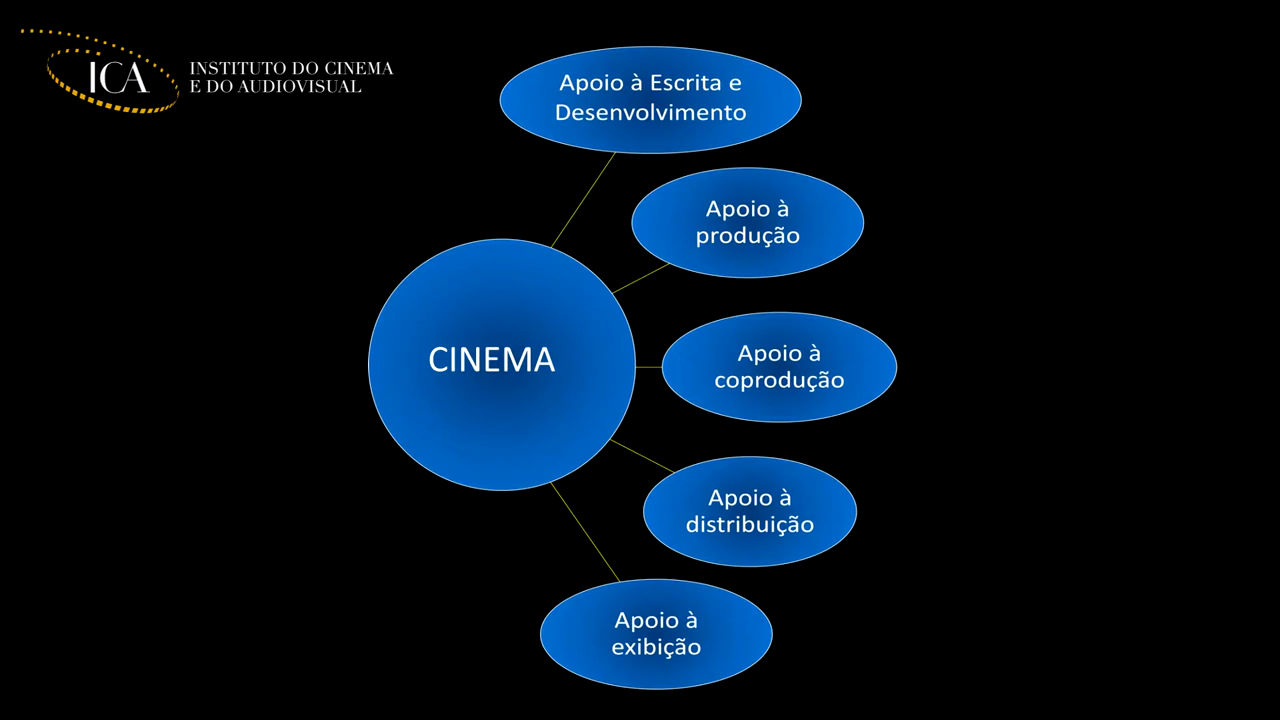 ICA
INSTITUTO DO CINEMA
E DO AUDIOVISUAL
Apoio à Escrita e
Desenvolvimento
Apoio à
produção
CINEMA
Apoio à
coprodução
Apoio à
distribuição
Apoio à
exibição